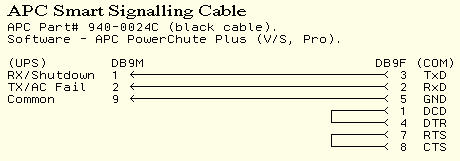 APC Smart Signalling Cable
APC Part# 940-0024C (black cable).
Software - APC PowerChute Plus (V/S, Pro).
(UPS) DB9M DB9F (COM)
RX/Shutdown 1 3 TxD
TX/AC Fail 2 2 RxD
Common 9 5 GND
1 DCD
4 DTR
7 RTS
8 CTS